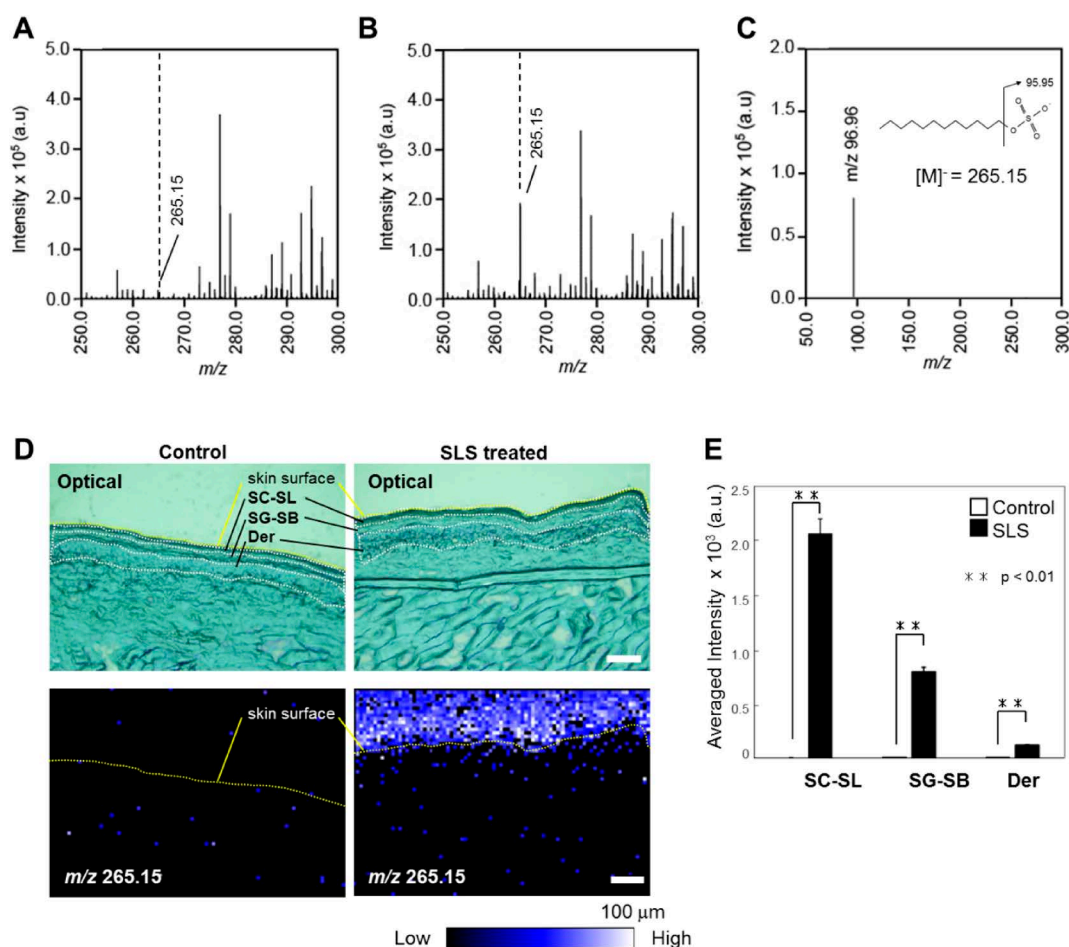 A
Intensity x 10⁵ (a.u)
5.0
4.0
3.0
2.0
1.0
0.0
265.15
250.0
260.0
270.0
280.0
290.0
300.0
m/z
B
Intensity x 10⁵ (a.u)
5.0
4.0
3.0
2.0
1.0
0.0
265.15
250.0
260.0
270.0
280.0
290.0
300.0
m/z
C
Intensity x 10⁵ (a.u)
2.0
1.5
1.0
0.5
0.0
m/z 96.96
95.95
O
O
S
O⁻
O
[M]⁻ = 265.15
50.0
100.0
150.0
200.0
250.0
300.0
m/z
D
Control
SLS treated
Optical
skin surface
SC-SL
SG-SB
Der
Optical
skin surface
m/z 265.15
m/z 265.15
100 μm
Low
High
E
Averaged Intensity x 10³ (a.u.)
2.5
2.0
1.5
1.0
0.5
0
**
**
**
Control
SLS
** p < 0.01
SC-SL
SG-SB
Der